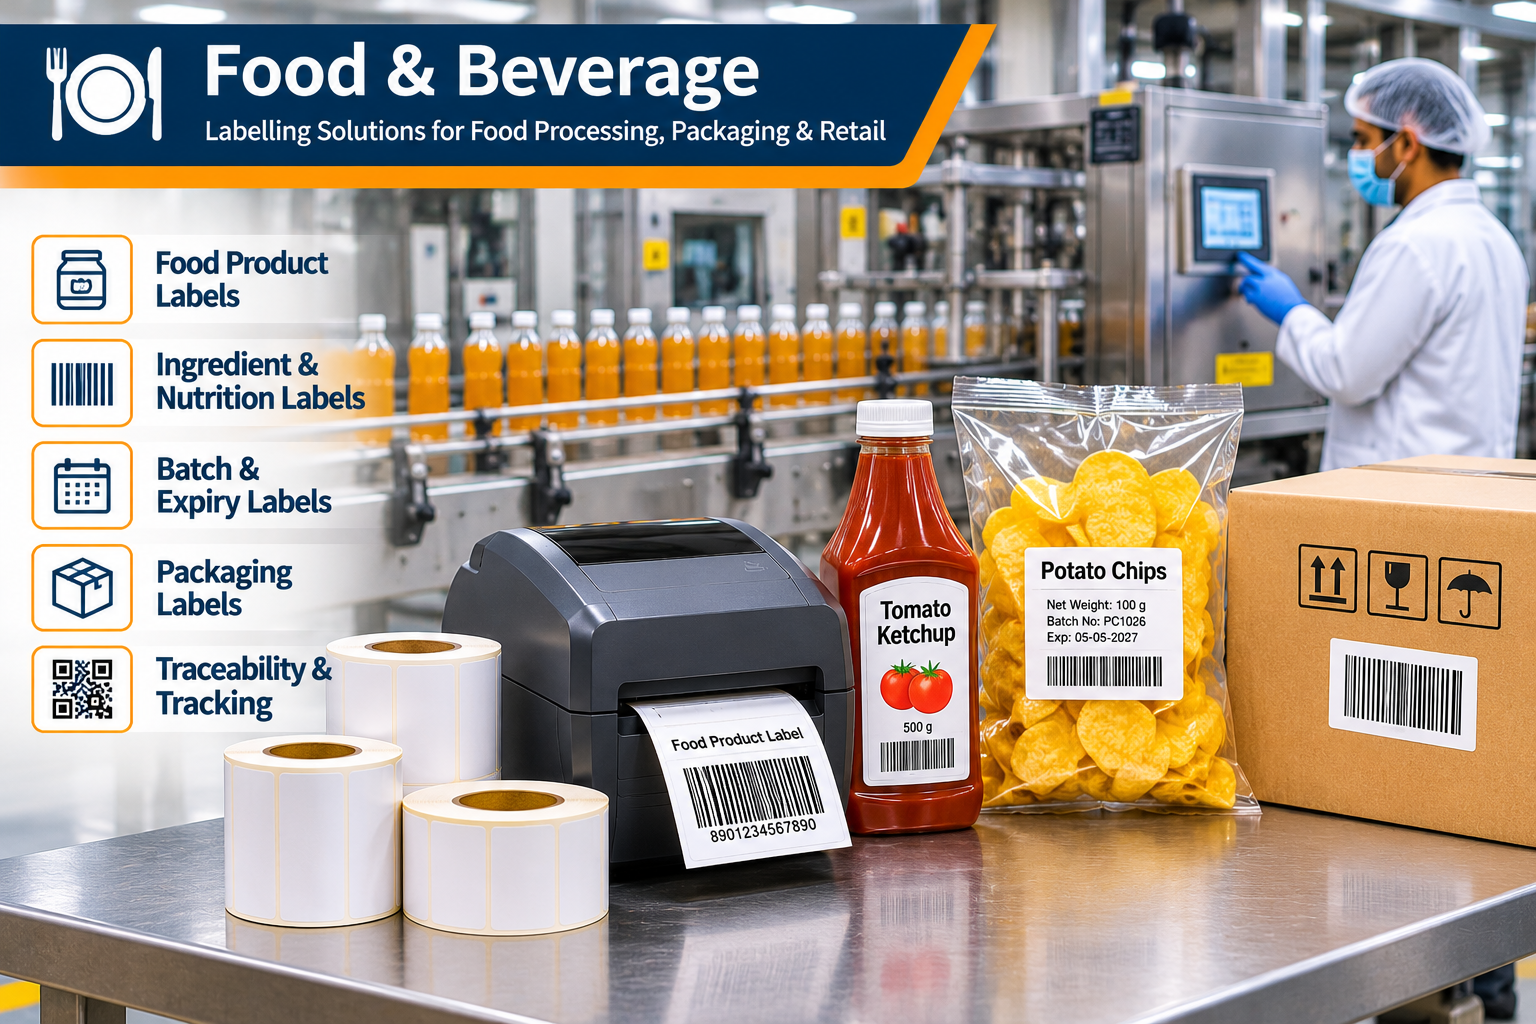 Food & Beverage
Labelling Solutions for Food Processing, Packaging & Retail
Food Product
Labels
Ingredient &
Nutrition Labels
Batch &
Expiry Labels
Packaging
Labels
Traceability &
Tracking
Food Product Label
8901234567890
Tomato
Ketchup
500 g
Potato Chips
Net Weight: 100 g
Batch No: PC1026
Exp: 05-05-2027